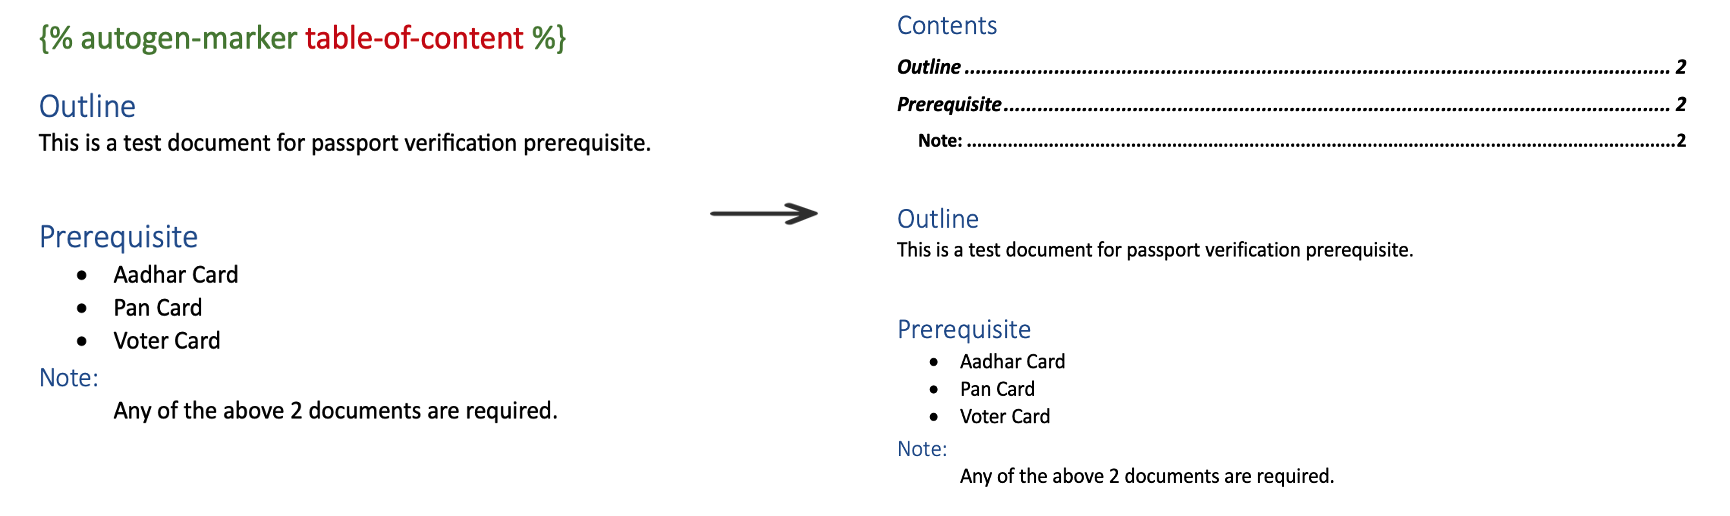 {% autogen-marker table-of-content %}
Outline
This is a test document for passport verification prerequisite.
Prerequisite
• Aadhar Card
• Pan Card
• Voter Card
Note:
Any of the above 2 documents are required.
Contents
Outline ........................................ 2
Prerequisite ........................................ 2
Note: ........................................ 2
Outline
This is a test document for passport verification prerequisite.
Prerequisite
• Aadhar Card
• Pan Card
• Voter Card
Note:
Any of the above 2 documents are required.